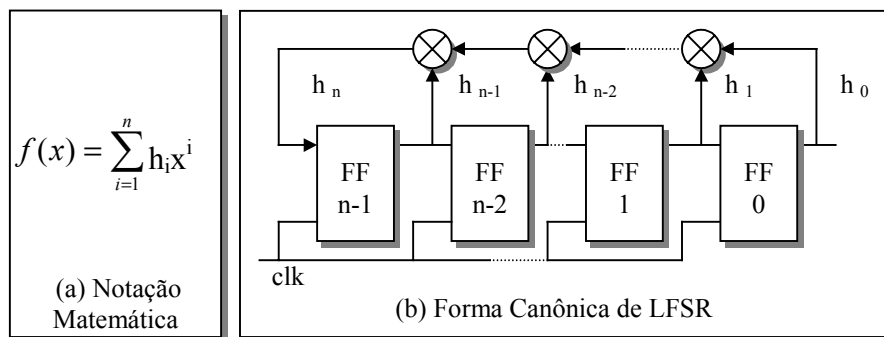 f(x) = \sum_{i=1}^{n} h_i x^i
(a) Notação
Matemática
h n
h n-1
h n-2
h 1
h 0
FF
n-1
FF
n-2
FF
1
FF
0
clk
(b) Forma Canônica de LFSR